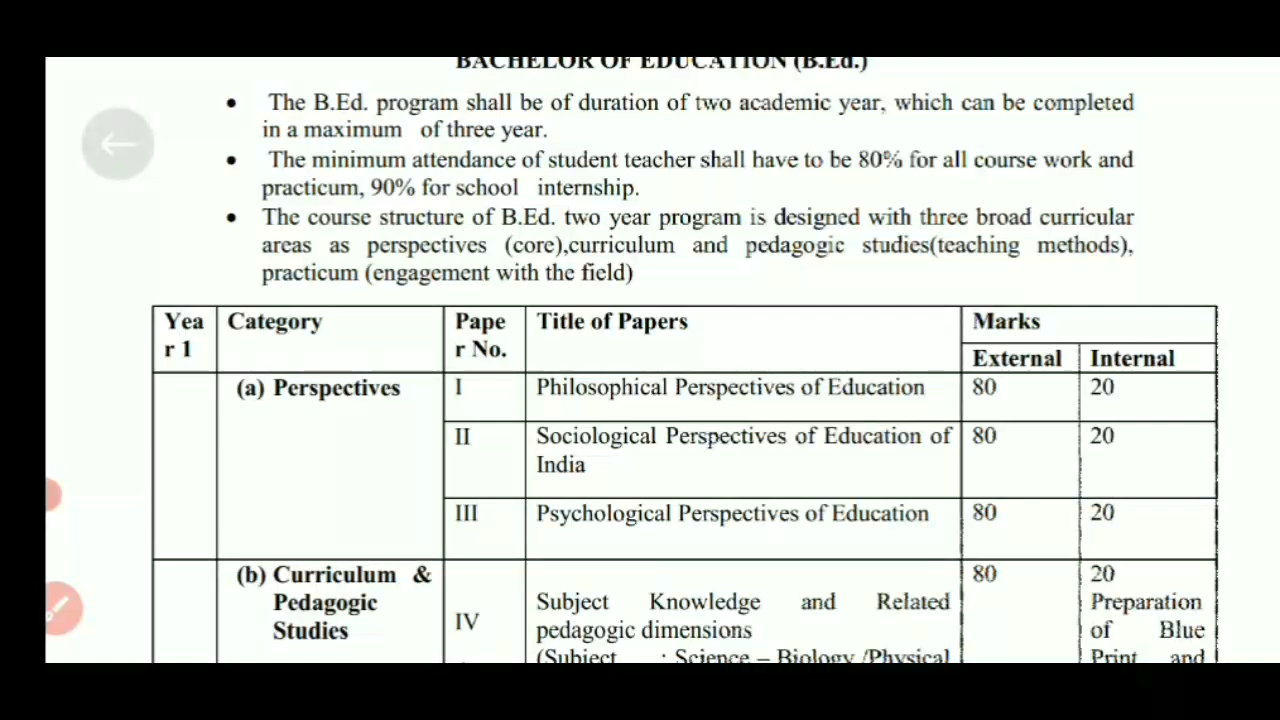 BACHELOR OF EDUCATION (B.Ed.)
• The B.Ed. program shall be of duration of two academic year, which can be completed
in a maximum of three year.
• The minimum attendance of student teacher shall have to be 80% for all course work and
practicum, 90% for school internship.
• The course structure of B.Ed. two year program is designed with three broad curricular
areas as perspectives (core),curriculum and pedagogic studies(teaching methods),
practicum (engagement with the field)
Yea Category Pape Title of Papers Marks
r 1 r No.
External Internal
(a) Perspectives I Philosophical Perspectives of Education 80 20
II Sociological Perspectives of Education of 80 20
India
III Psychological Perspectives of Education 80 20
(b) Curriculum & 80 20
Pedagogic Subject Knowledge and Related Preparation
Studies IV pedagogic dimensions of Blue
(Subject : Science – Biology /Physical Print and